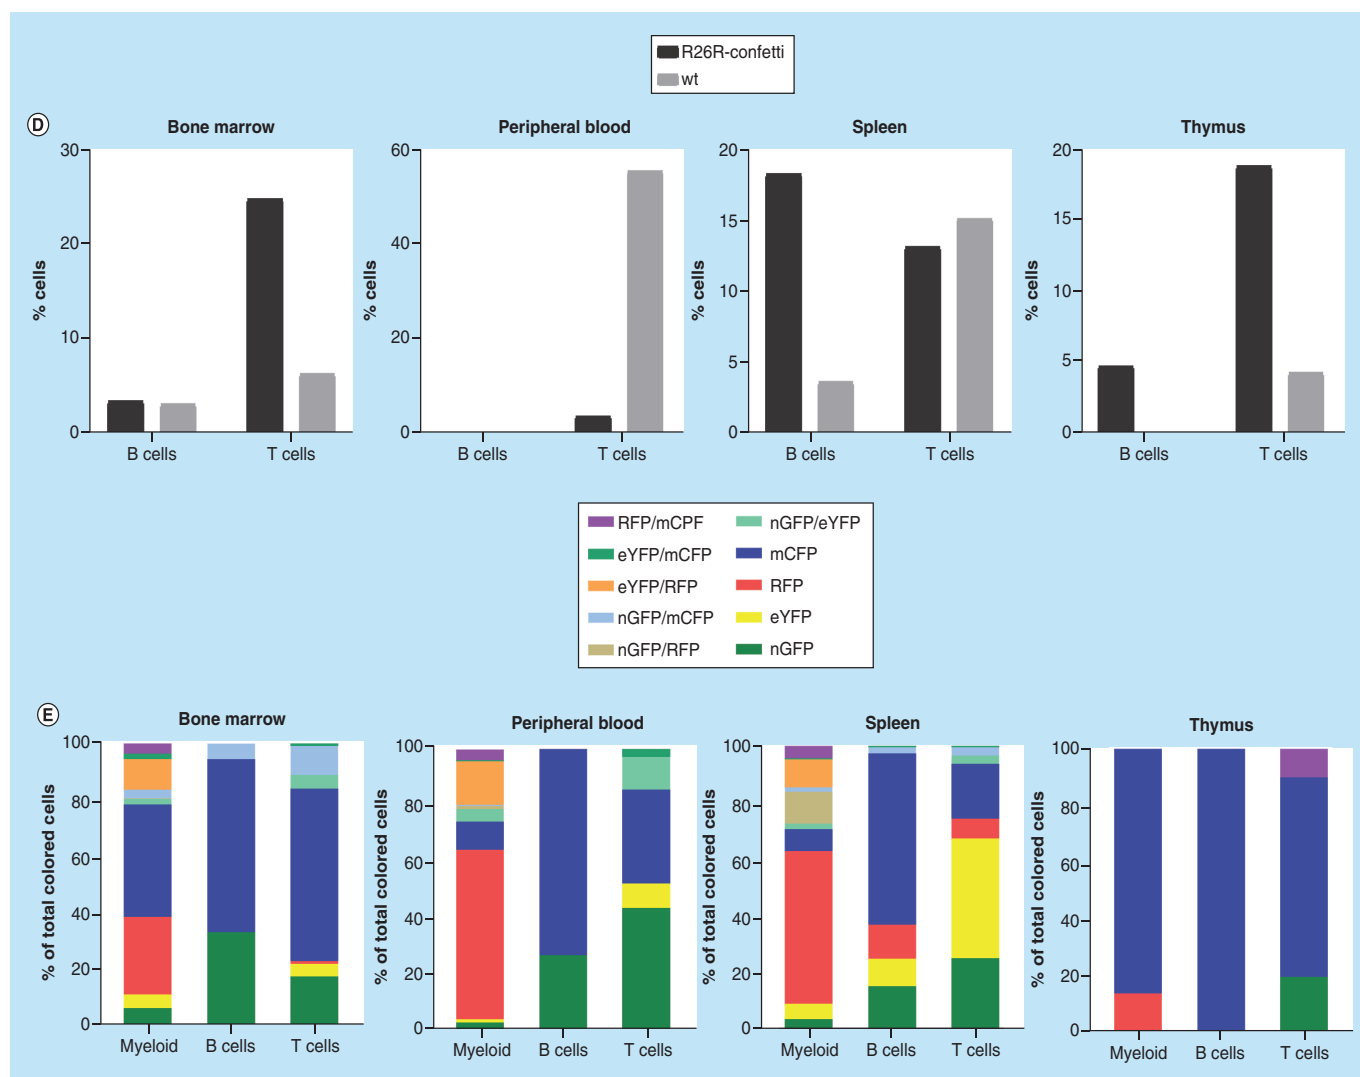 R26R-confetti
wt
D
Bone marrow
Peripheral blood
Spleen
Thymus
% cells
30
20
10
0
B cells
T cells
% cells
60
40
20
0
B cells
T cells
% cells
20
15
10
5
0
B cells
T cells
% cells
20
15
10
5
0
B cells
T cells
RFP/mCPF
nGFP/eYFP
eYFP/mCFP
mCFP
eYFP/RFP
RFP
nGFP/mCFP
eYFP
nGFP/RFP
nGFP
E
Bone marrow
Peripheral blood
Spleen
Thymus
% of total colored cells
100
80
60
40
20
0
Myeloid
B cells
T cells
% of total colored cells
100
80
60
40
20
0
Myeloid
B cells
T cells
% of total colored cells
100
80
60
40
20
0
Myeloid
B cells
T cells
% of total colored cells
100
80
60
40
20
0
Myeloid
B cells
T cells